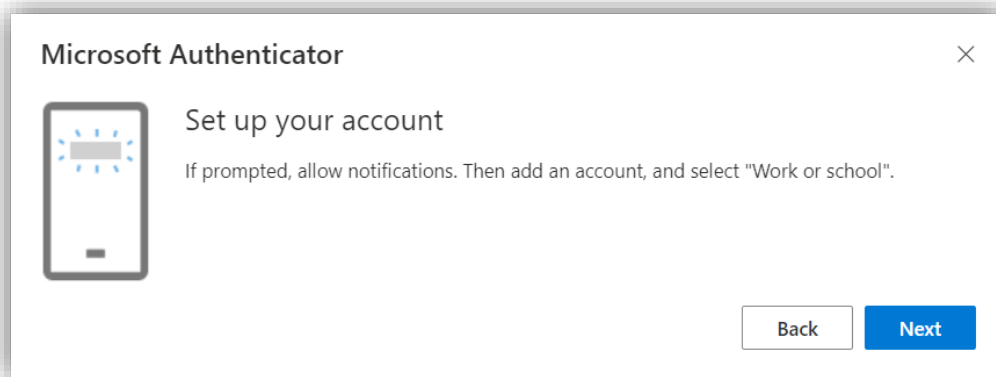 Microsoft Authenticator
Set up your account
If prompted, allow notifications. Then add an account, and select "Work or school".
Back
Next